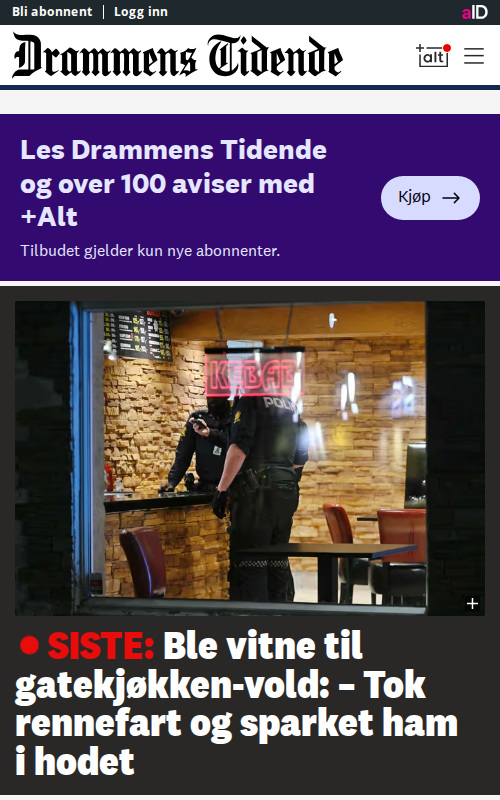 Bli abonnent | Logg inn
aID
Drammens Tidende
+alt
Les Drammens Tidende
og over 100 aviser med
+Alt
Kjøp →
Tilbudet gjelder kun nye abonnenter.
KEBAB
POLITI
SISTE: Ble vitne til
gatekjøkken-vold: – Tok
rennefart og sparket ham
i hodet